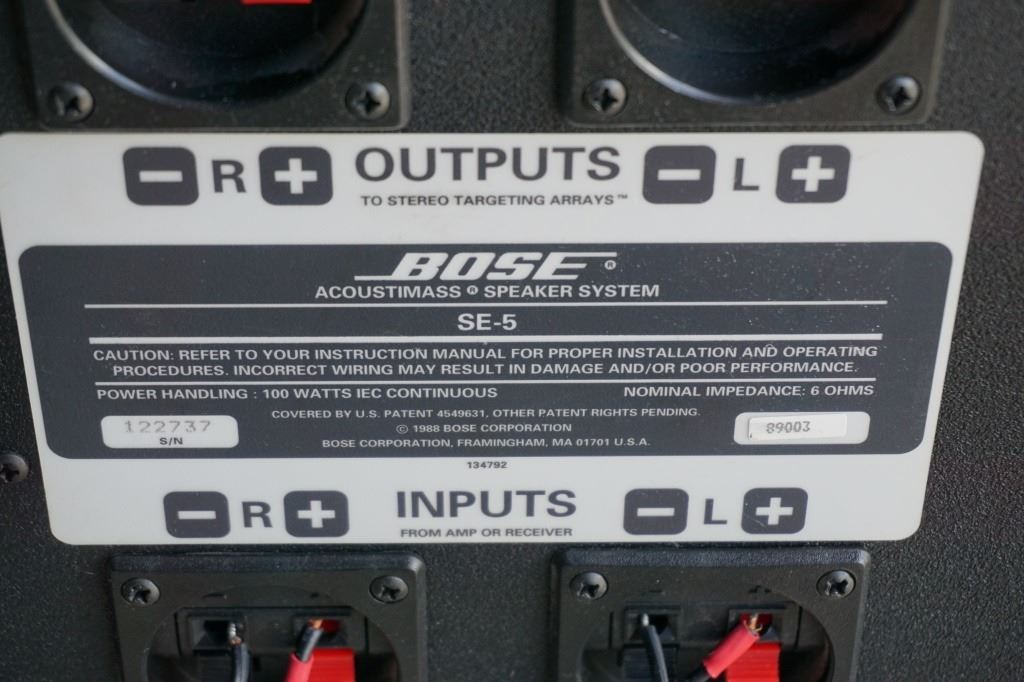 - R + OUTPUTS - L +
TO STEREO TARGETING ARRAYS™
BOSE®
ACOUSTIMASS® SPEAKER SYSTEM
SE-5
CAUTION: REFER TO YOUR INSTRUCTION MANUAL FOR PROPER INSTALLATION AND OPERATING
PROCEDURES. INCORRECT WIRING MAY RESULT IN DAMAGE AND/OR POOR PERFORMANCE.
POWER HANDLING : 100 WATTS IEC CONTINUOUS NOMINAL IMPEDANCE: 6 OHMS
COVERED BY U.S. PATENT 4549631, OTHER PATENT RIGHTS PENDING.
122737 © 1988 BOSE CORPORATION 89003
S/N BOSE CORPORATION, FRAMINGHAM, MA 01701 U.S.A.
134792
- R + INPUTS - L +
FROM AMP OR RECEIVER